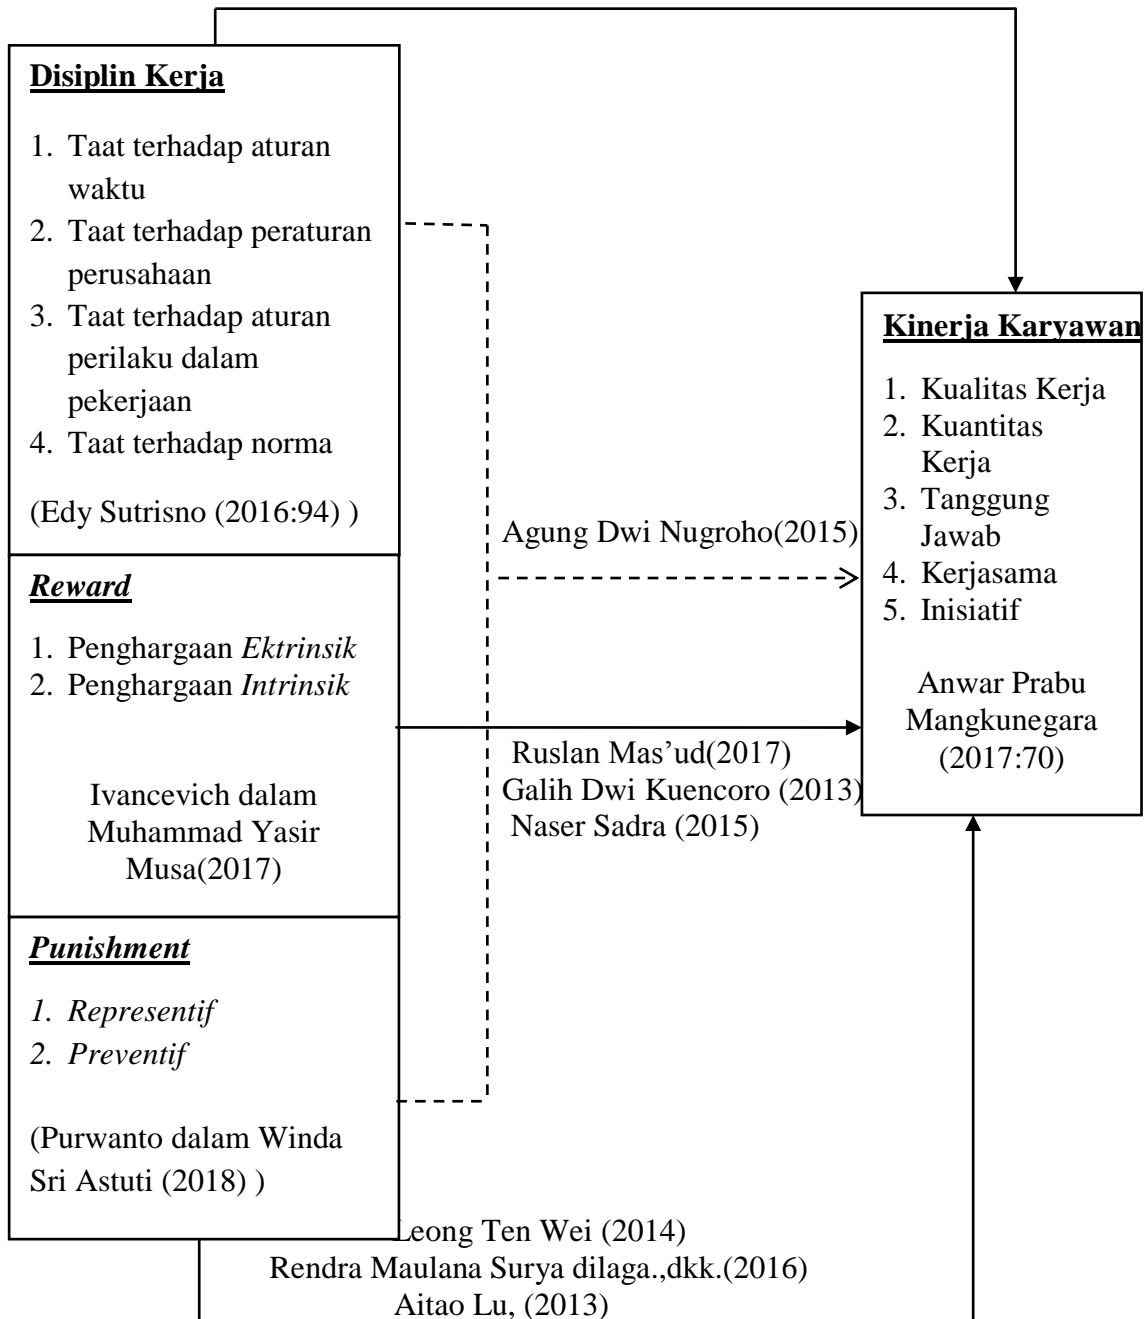 Disiplin Kerja
1. Taat terhadap aturan
waktu
2. Taat terhadap peraturan
perusahaan
3. Taat terhadap aturan
perilaku dalam
pekerjaan
4. Taat terhadap norma
(Edy Sutrisno (2016:94) )
Reward
1. Penghargaan Ektrinsik
2. Penghargaan Intrinsik
Ivancevich dalam
Muhammad Yasir
Musa(2017)
Punishment
1. Representif
2. Preventif
(Purwanto dalam Winda
Sri Astuti (2018) )
Agung Dwi Nugroho(2015)
Ruslan Mas’ud(2017)
Galih Dwi Kuencoro (2013)
Naser Sadra (2015)
Leong Ten Wei (2014)
Rendra Maulana Surya dilaga.,dkk.(2016)
Aitao Lu, (2013)
Kinerja Karyawan
1. Kualitas Kerja
2. Kuantitas
Kerja
3. Tanggung
Jawab
4. Kerjasama
5. Inisiatif
Anwar Prabu
Mangkunegara
(2017:70)